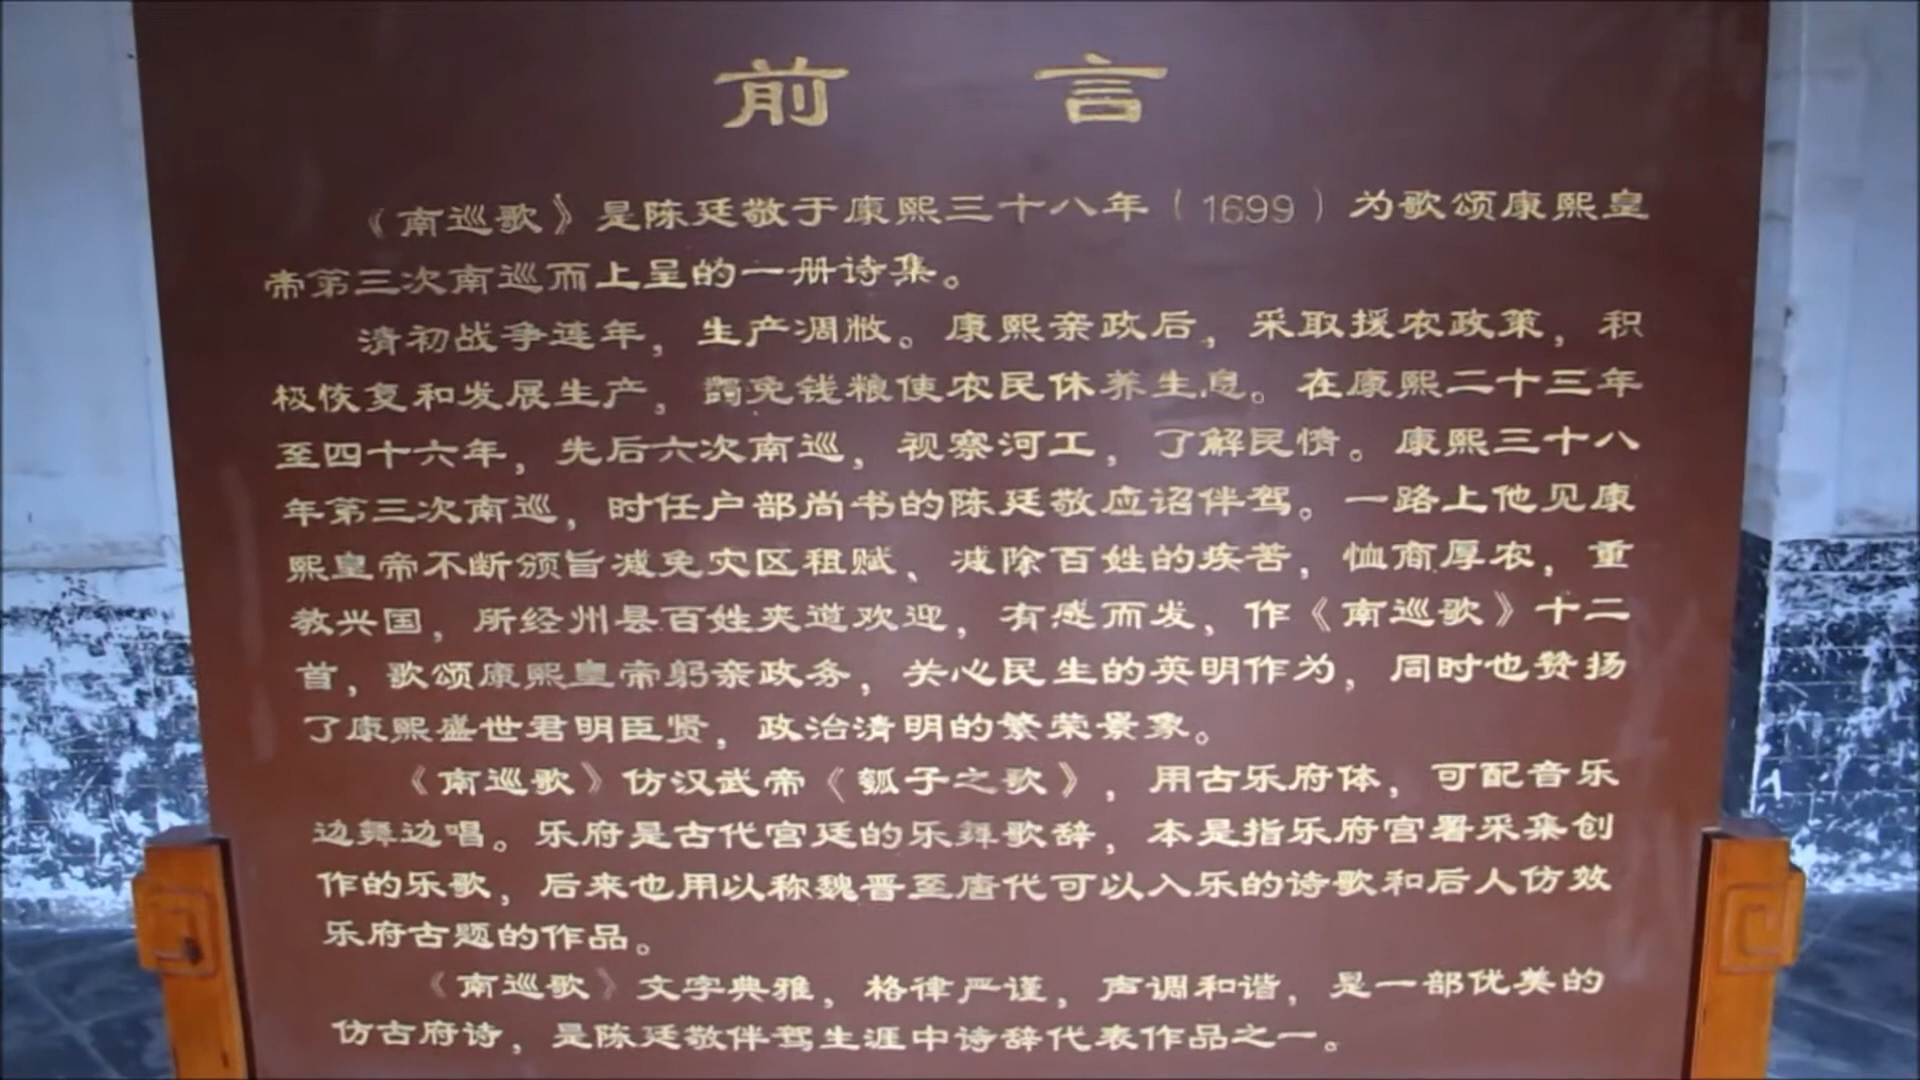 前言
《南巡歌》是陈廷敬于康熙三十八年（1699）为歌颂康熙皇
帝第三次南巡而上呈的一册诗集。
清初战争连年，生产凋敝。康熙亲政后，采取援农政策，积
极恢复和发展生产，蠲免钱粮使农民休养生息。在康熙二十三年
至四十六年，先后六次南巡，视察河工，了解民情。康熙三十八
年第三次南巡，时任户部尚书的陈廷敬应诏伴驾。一路上他见康
熙皇帝不断颁旨减免灾区租赋、减除百姓的疾苦，恤商厚农，重
教兴国，所经州县百姓夹道欢迎，有感而发，作《南巡歌》十二
首，歌颂康熙皇帝躬亲政务，关心民生的英明作为，同时也赞扬
了康熙盛世君明臣贤，政治清明的繁荣景象。
《南巡歌》仿汉武帝《瓠子之歌》，用古乐府体，可配音乐
边舞边唱。乐府是古代宫廷的乐舞歌辞，本是指乐府宫署采集创
作的乐歌，后来也用以称魏晋至唐代可以入乐的诗歌和后人仿效
乐府古题的作品。
《南巡歌》文字典雅，格律严谨，声调和谐，是一部优美的
仿古府诗，是陈廷敬伴驾生涯中诗辞代表作品之一。